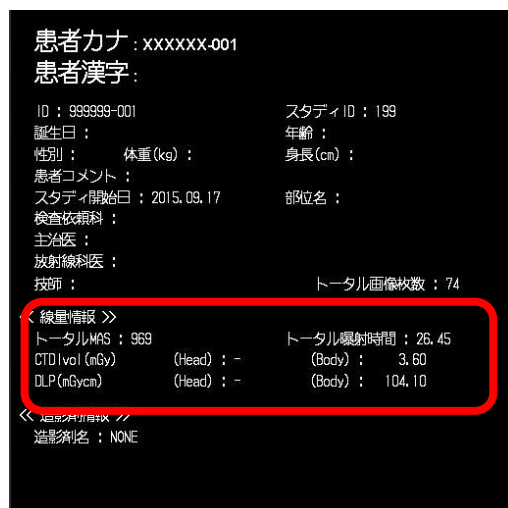 患者カナ : XXXXXX-001
患者漢字 :
ID : 999999-001 スタディID : 199
誕生日 : 年齢 :
性別 : 体重(kg) : 身長(cm) :
患者コメント :
スタディ開始日 : 2015.09.17 部位名 :
検査依頼科 :
主治医 :
放射線科医 :
技師 : トータル画像枚数 : 74
≪ 線量情報 ≫
トータルMAS : 969 トータル曝射時間 : 26.45
CTDIvol(mGy) (Head) : - (Body) : 3.60
DLP(mGycm) (Head) : - (Body) : 104.10
≪ 造影剤情報 ≫
造影剤名 : NONE